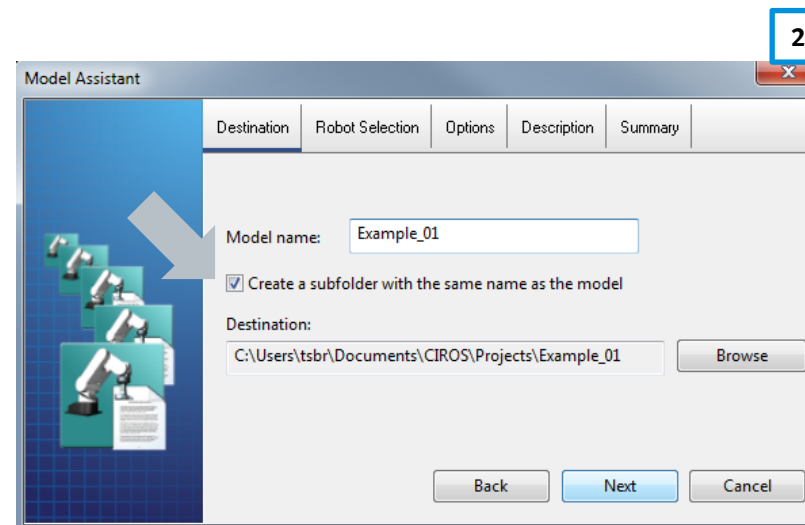 2
Model Assistant
Destination Robot Selection Options Description Summary
Model name: Example_01
Create a subfolder with the same name as the model
Destination:
C:\Users\tsbr\Documents\CIROS\Projects\Example_01 Browse
Back Next Cancel